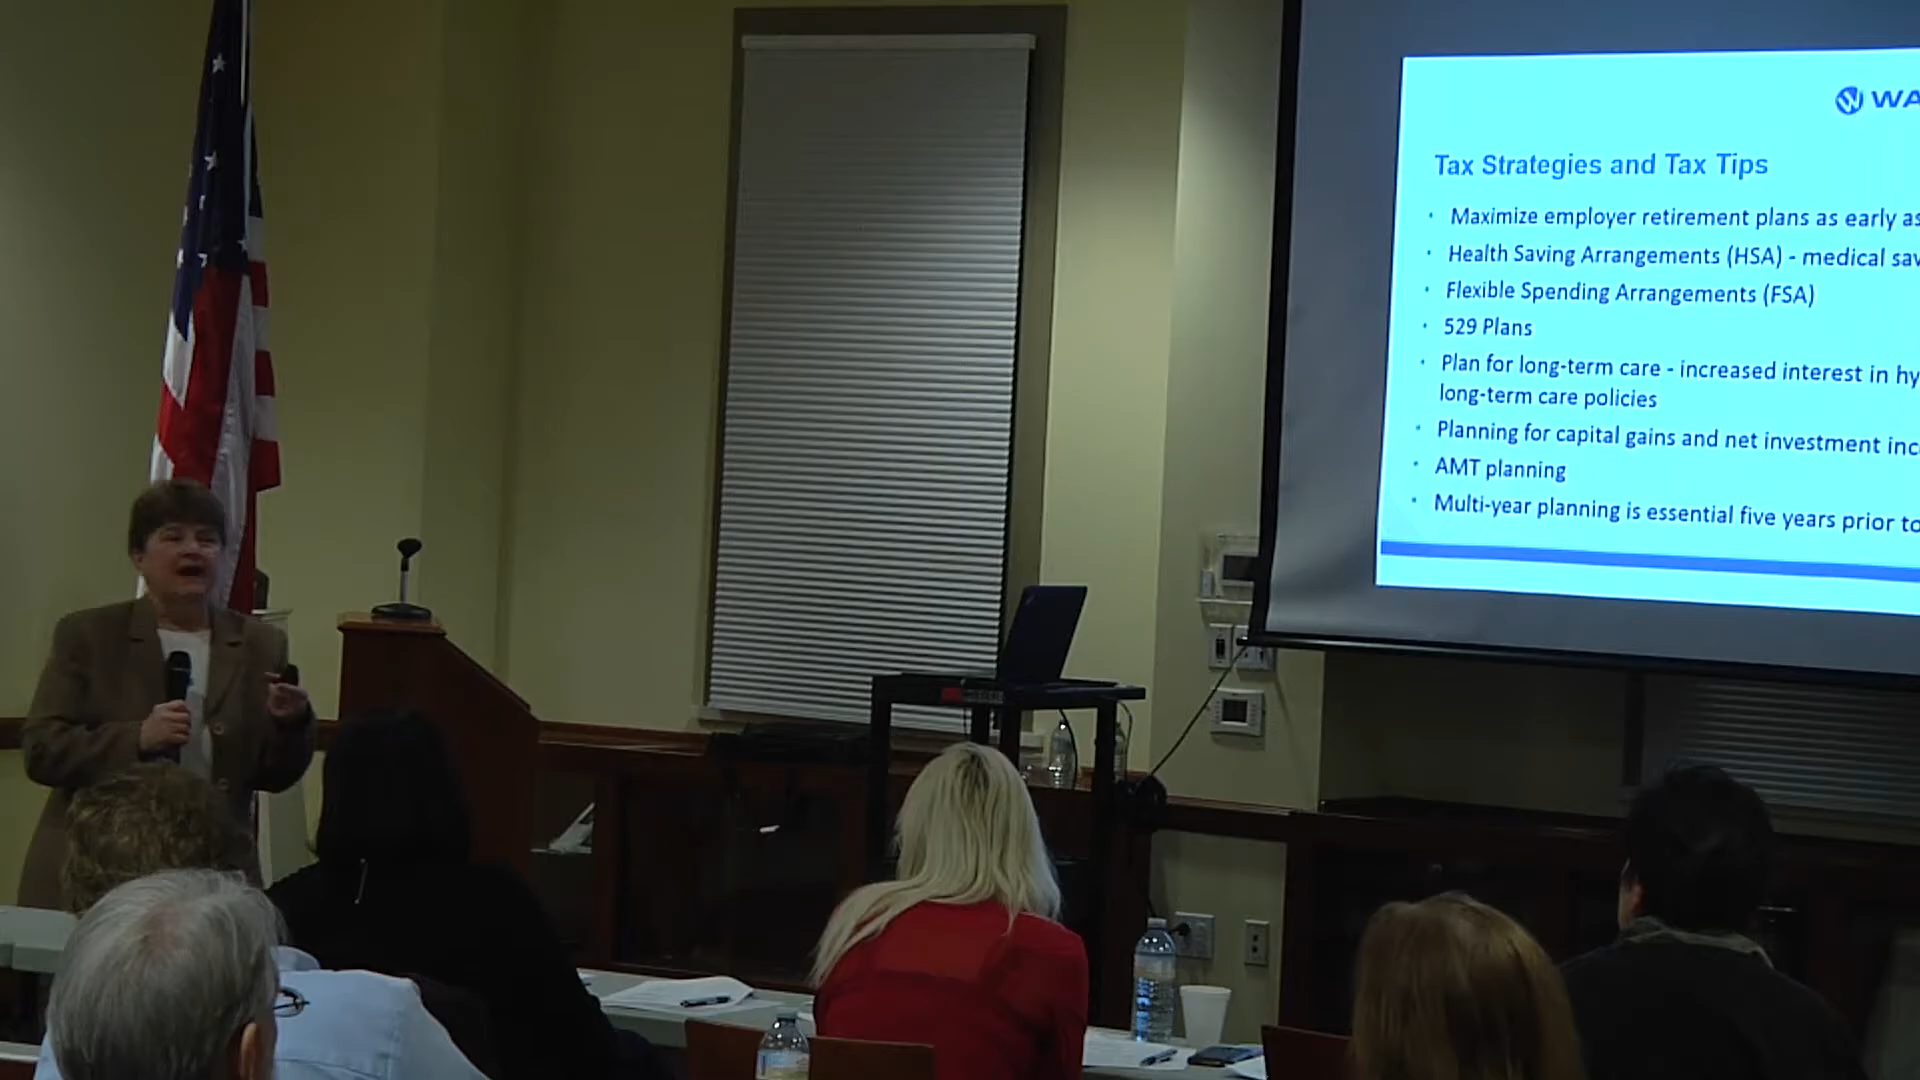 WA
Tax Strategies and Tax Tips
• Maximize employer retirement plans as early as
• Health Saving Arrangements (HSA) - medical sav
• Flexible Spending Arrangements (FSA)
• 529 Plans
• Plan for long-term care - increased interest in hy
long-term care policies
• Planning for capital gains and net investment inc
• AMT planning
• Multi-year planning is essential five years prior to